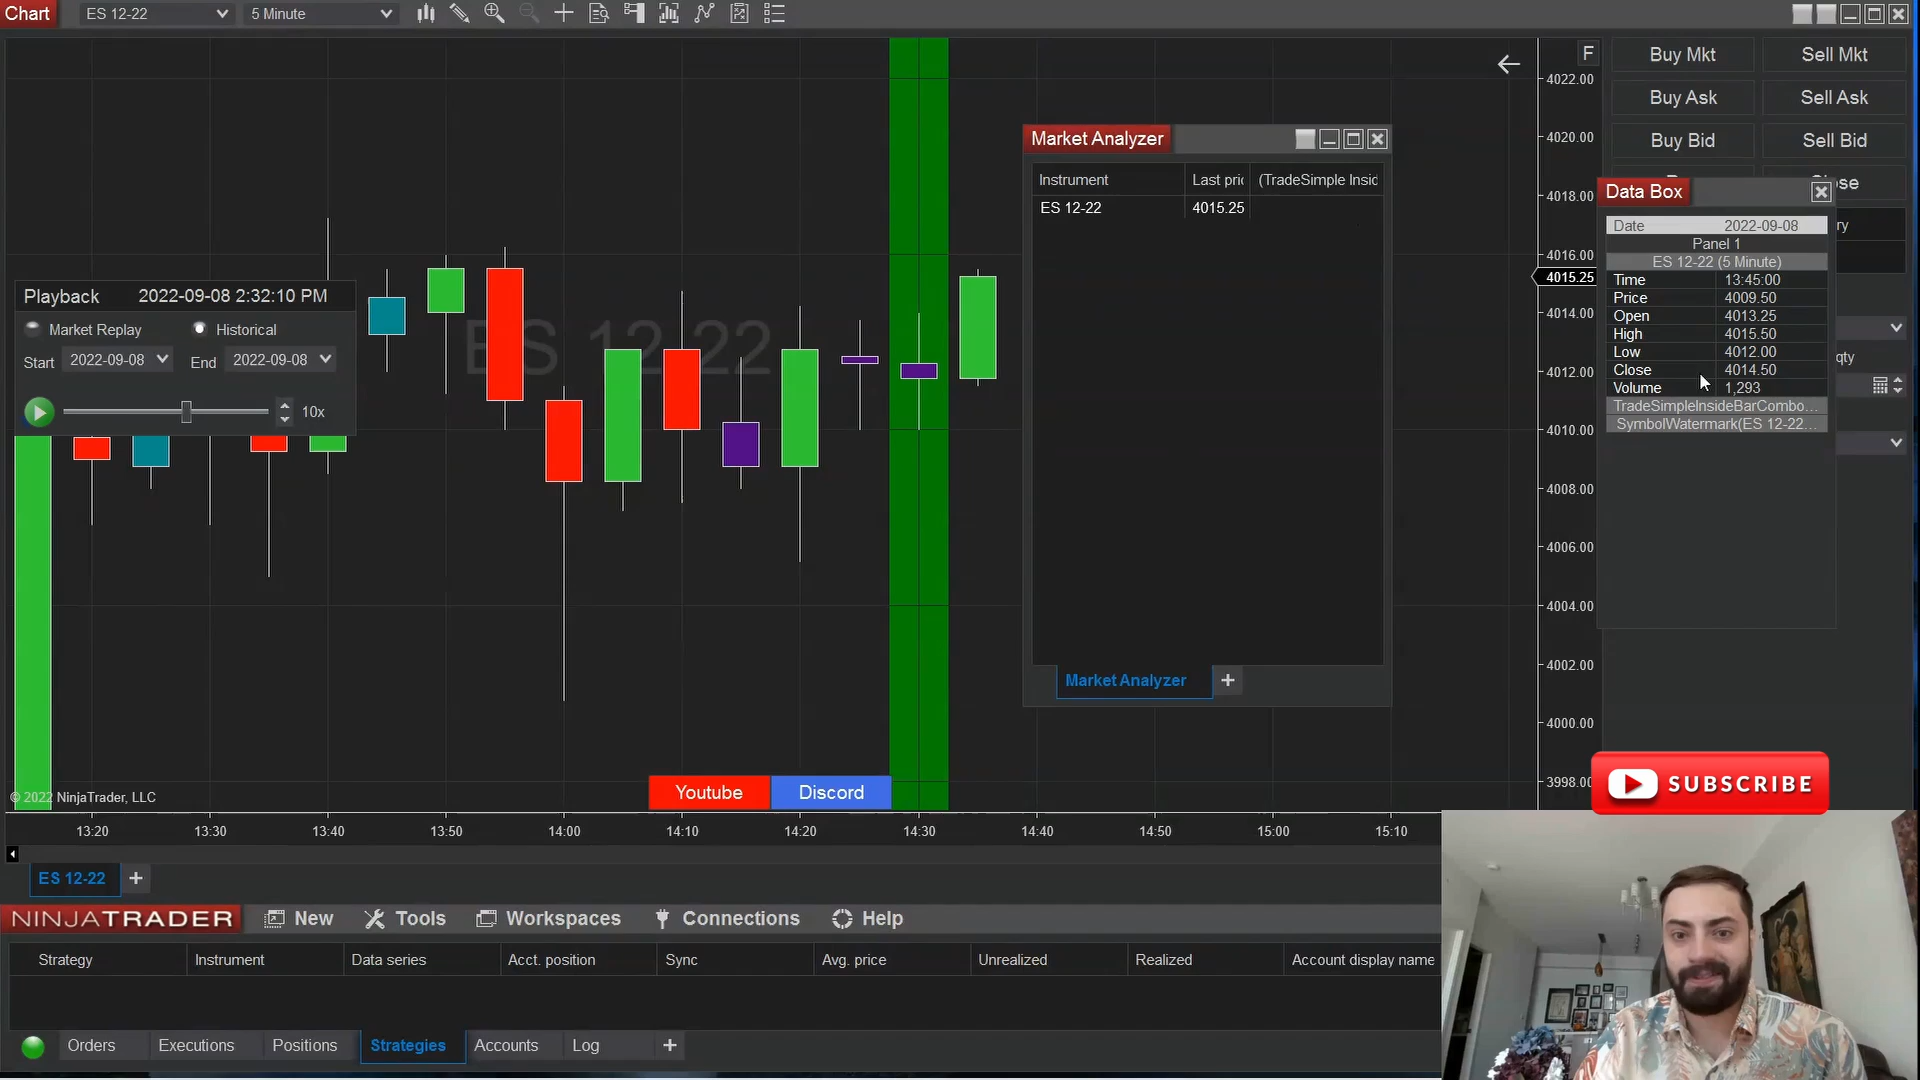 Chart ES 12-22 5 Minute
F
4022.00
4020.00
4018.00
4016.00
4015.25
4014.00
4012.00
4010.00
4008.00
4006.00
4004.00
4002.00
4000.00
3998.00
Buy Mkt Sell Mkt
Buy Ask Sell Ask
Buy Bid Sell Bid
Market Analyzer
Instrument Last pric (TradeSimple Insid
ES 12-22 4015.25
Market Analyzer +
Data Box
Date 2022-09-08
Panel 1
ES 12-22 (5 Minute)
Time 13:45:00
Price 4009.50
Open 4013.25
High 4015.50
Low 4012.00
Close 4014.50
Volume 1,293
TradeSimpleInsideBarCombo...
SymbolWatermark(ES 12-22...
qty
Playback 2022-09-08 2:32:10 PM
Market Replay Historical
Start 2022-09-08 End 2022-09-08
10x
ES 12-22
Youtube Discord
SUBSCRIBE
© 2022 NinjaTrader, LLC
13:20 13:30 13:40 13:50 14:00 14:10 14:20 14:30 14:40 14:50 15:00 15:10
ES 12-22 +
NINJATRADER New Tools Workspaces Connections Help
Strategy Instrument Data series Acct. position Sync Avg. price Unrealized Realized Account display name
Orders Executions Positions Strategies Accounts Log +